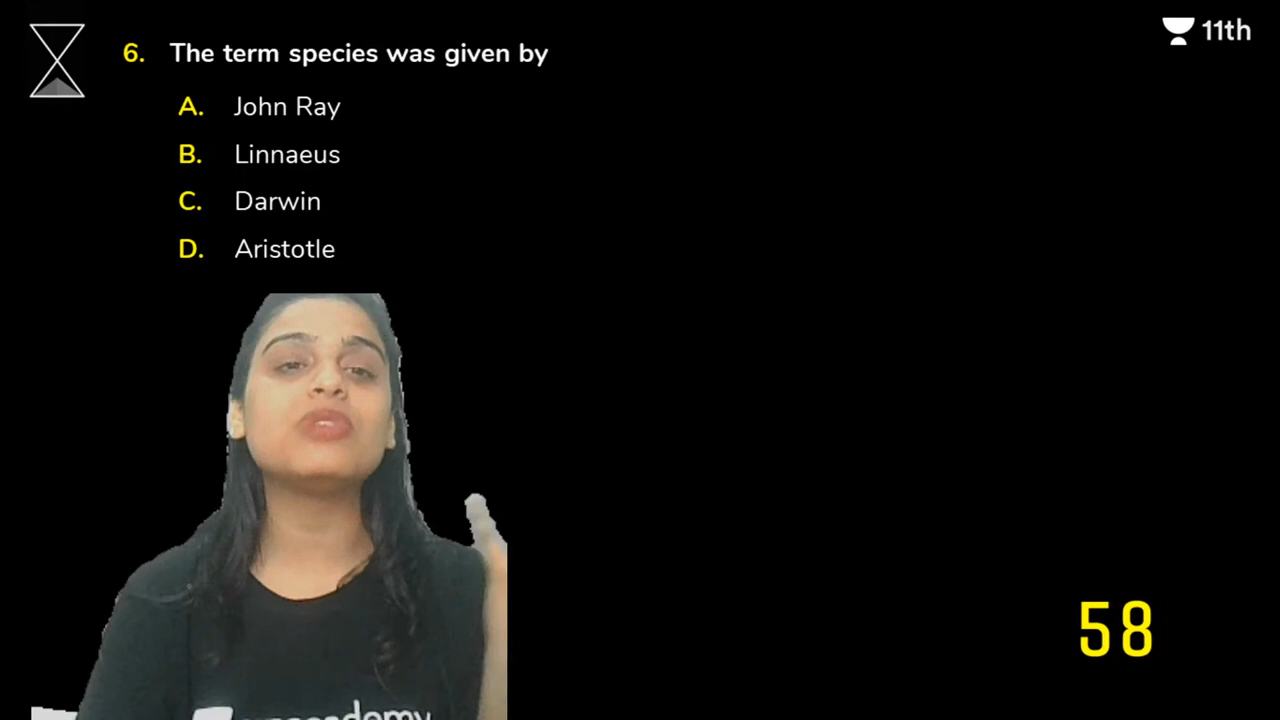 11th
6. The term species was given by
A. John Ray
B. Linnaeus
C. Darwin
D. Aristotle
58